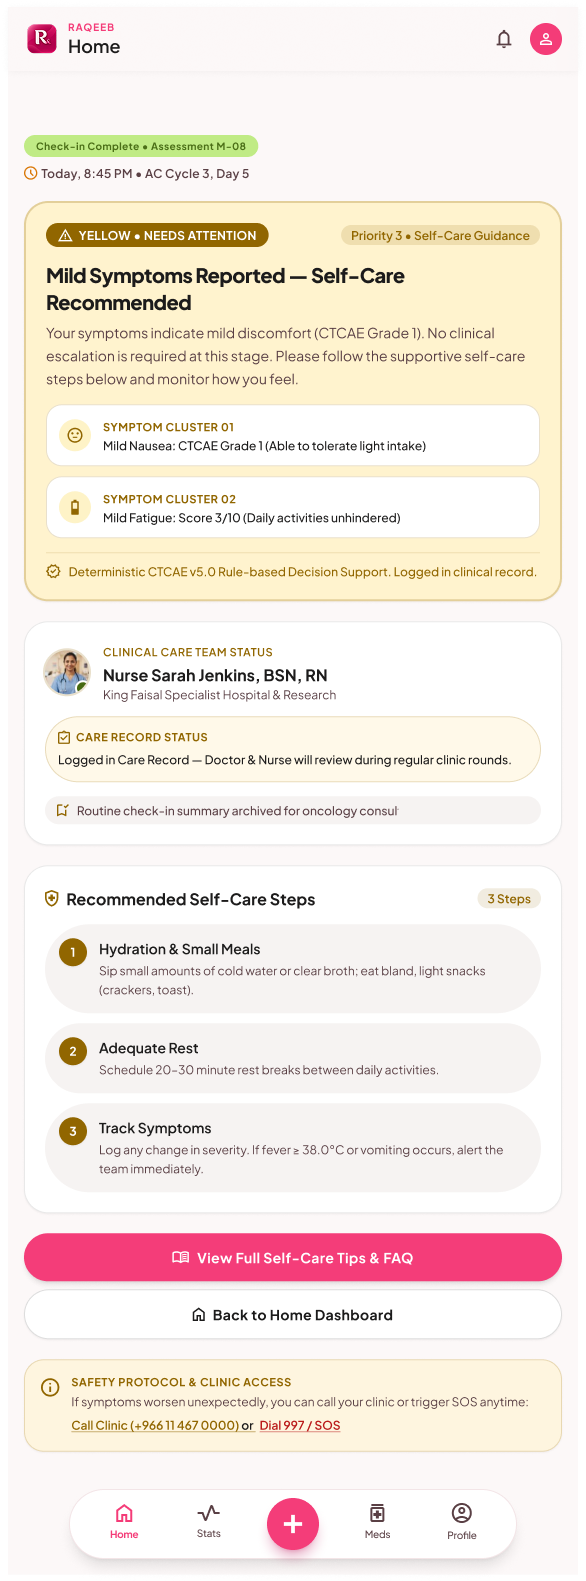 RAQEEB
Home
Check-in Complete • Assessment M-08
Today, 8:45 PM • AC Cycle 3, Day 5
YELLOW • NEEDS ATTENTION
Priority 3 • Self-Care Guidance
Mild Symptoms Reported — Self-Care
Recommended
Your symptoms indicate mild discomfort (CTCAE Grade 1). No clinical
escalation is required at this stage. Please follow the supportive self-care
steps below and monitor how you feel.
SYMPTOM CLUSTER 01
Mild Nausea: CTCAE Grade 1 (Able to tolerate light intake)
SYMPTOM CLUSTER 02
Mild Fatigue: Score 3/10 (Daily activities unhindered)
Deterministic CTCAE v5.0 Rule-based Decision Support. Logged in clinical record.
CLINICAL CARE TEAM STATUS
Nurse Sarah Jenkins, BSN, RN
King Faisal Specialist Hospital & Research
CARE RECORD STATUS
Logged in Care Record — Doctor & Nurse will review during regular clinic rounds.
Routine check-in summary archived for oncology consul
Recommended Self-Care Steps
3 Steps
1
Hydration & Small Meals
Sip small amounts of cold water or clear broth; eat bland, light snacks
(crackers, toast).
2
Adequate Rest
Schedule 20–30 minute rest breaks between daily activities.
3
Track Symptoms
Log any change in severity. If fever ≥ 38.0°C or vomiting occurs, alert the
team immediately.
View Full Self-Care Tips & FAQ
Back to Home Dashboard
SAFETY PROTOCOL & CLINIC ACCESS
If symptoms worsen unexpectedly, you can call your clinic or trigger SOS anytime:
Call Clinic (+966 11 467 0000) or Dial 997 / SOS
Home
Stats
Meds
Profile